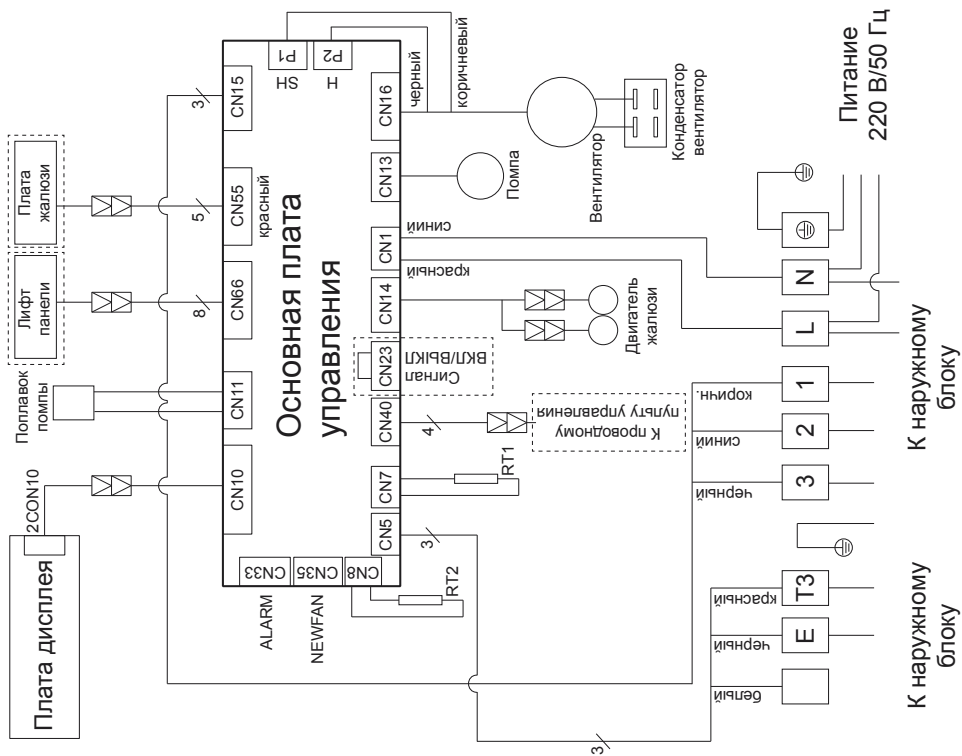 Плата дисплея
2CON10
Поплавок
помпы
Лифт
панели
Плата
жалюзи
8
5
3
CN10
CN11
CN66
CN55
красный
CN15
ALARM
CN33
NEWFAN
CN35
CN8
RT2
Основная плата
управления
SH
P1
H
P2
CN5
CN7
CN40
CN23
CN14
CN1
CN13
CN16
Сигнал
ВКЛ/ВЫКЛ
черный
коричневый
3
RT1
4
К проводному
пульту управления
Двигатель
жалюзи
красный
синий
Помпа
Вентилятор
Конденсатор
вентилятор
3
белый
черный
E
красный
T3
черный
3
синий
2
коричн.
1
L
N
Питание
220 В/50 Гц
К наружному
блоку
К наружному
блоку